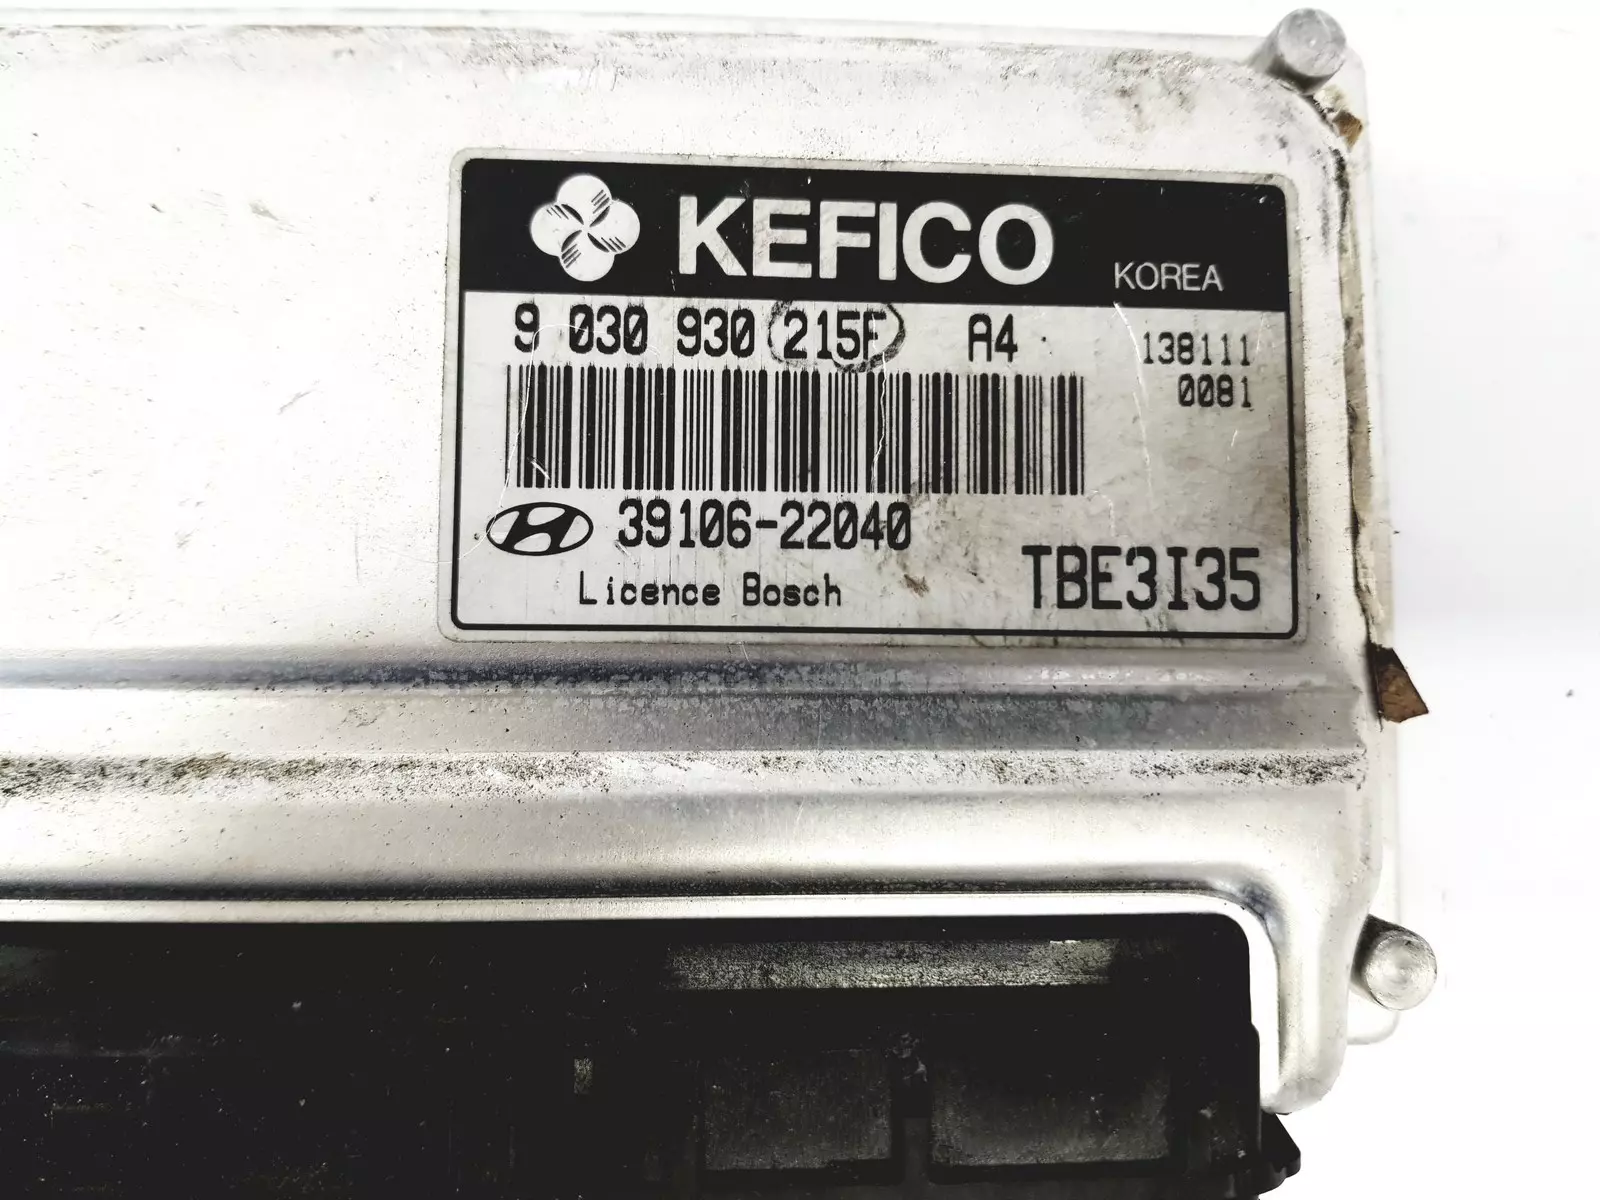 KEFICO
KOREA
9 030 930 215F A4 138111
0081
39106-22040
Licence Bosch
TBE3I35